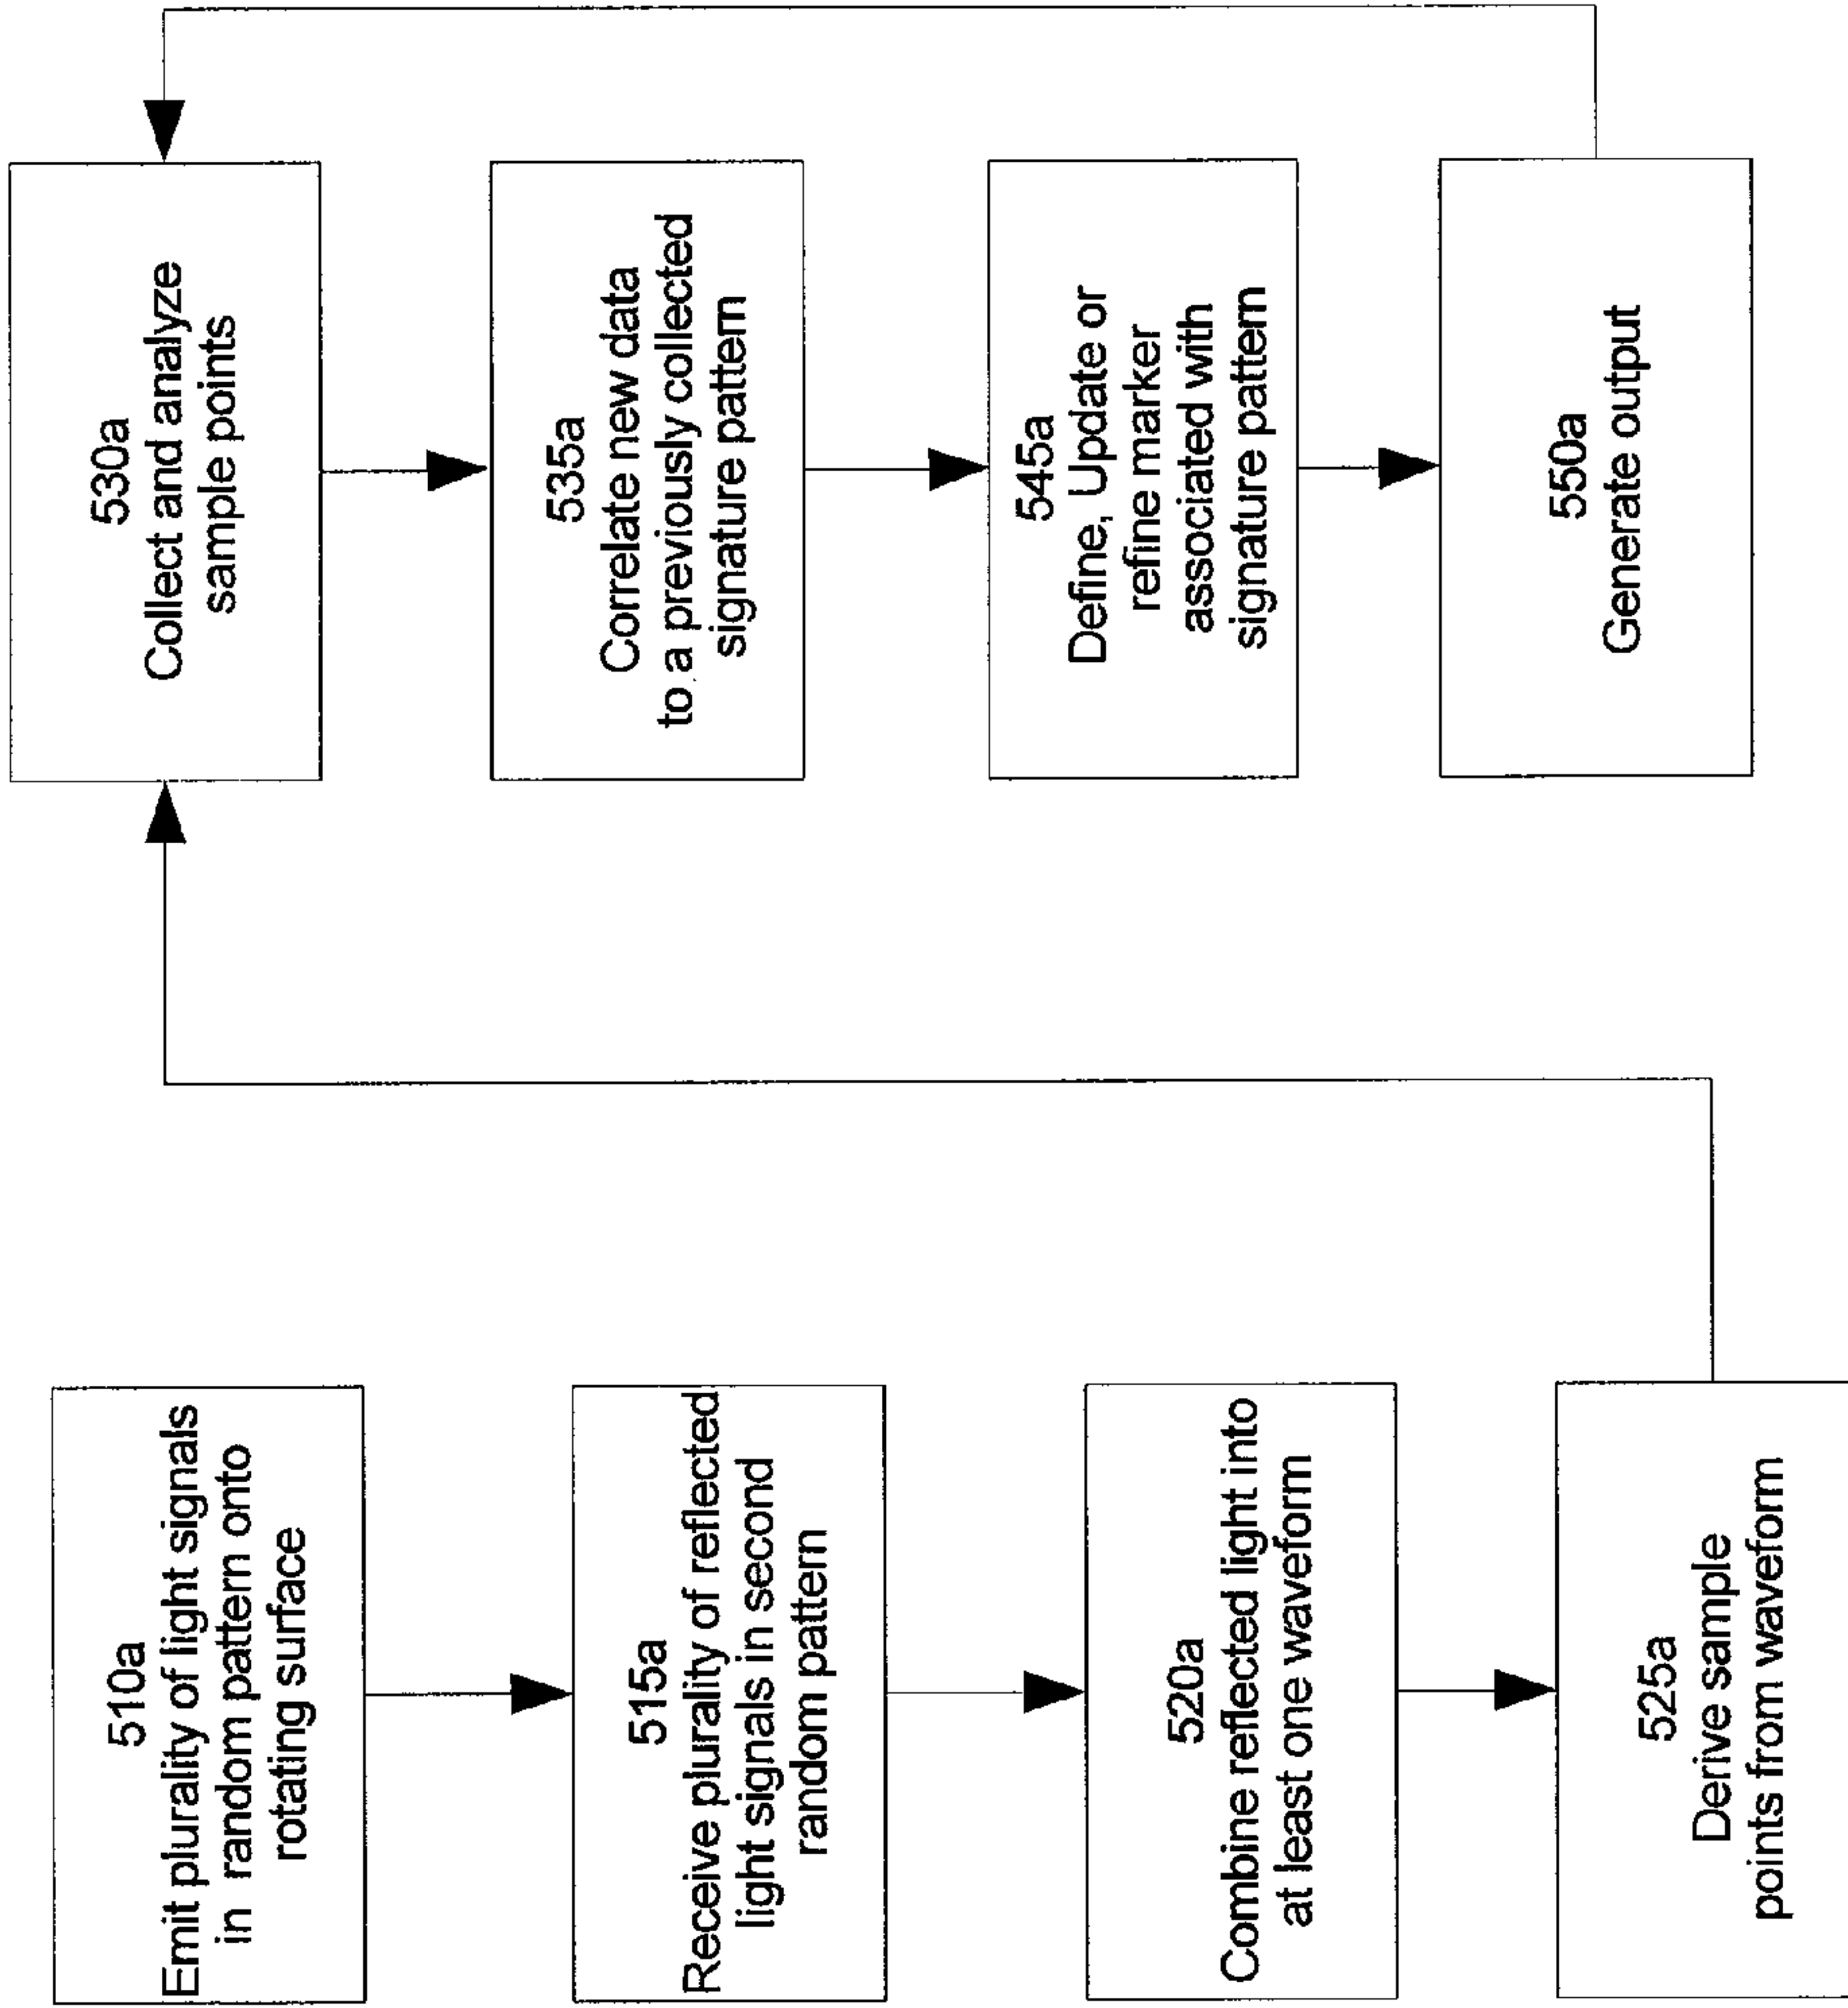 510a
Emit plurality of light signals
in random pattern onto
rotating surface
515a
Receive plurality of reflected
light signals in second
random pattern
520a
Combine reflected light into
at least one waveform
525a
Derive sample
points from waveform
530a
Collect and analyze
sample points
535a
Correlate new data
to a previously collected
signature pattern
545a
Define, Update or
refine marker
associated with
signature pattern
550a
Generate output